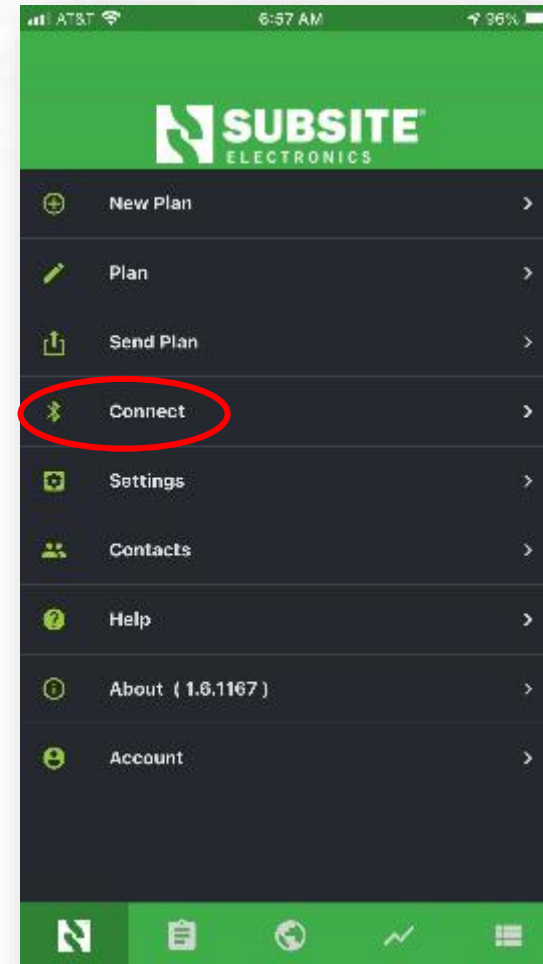 AT&T 6:57 AM 96%
SUBSITE®
ELECTRONICS
New Plan
Plan
Send Plan
Connect
Settings
Contacts
Help
About ( 1.6.1167 )
Account